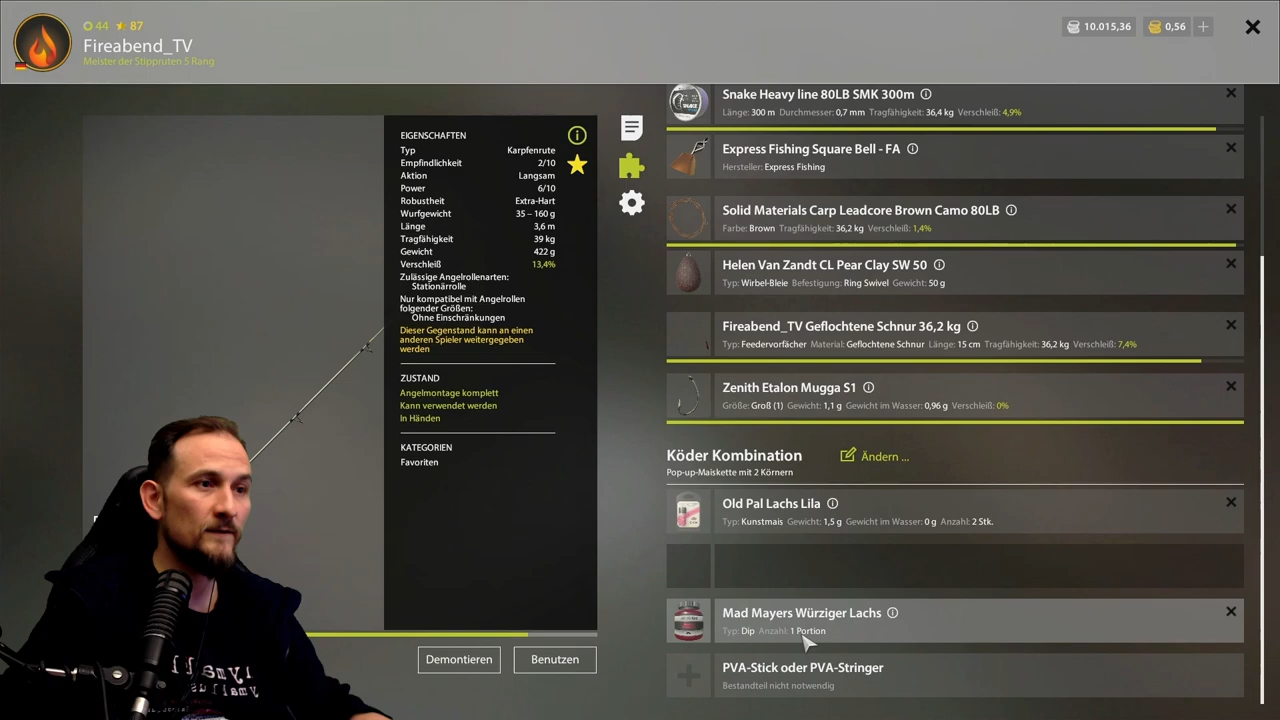 44 87
Fireabend_TV
Meister der Stippruten 5 Rang
10.015,36 0,56
EIGENSCHAFTEN
Typ Karpfenrute
Empfindlichkeit 2/10
Aktion Langsam
Power 6/10
Robustheit Extra-Hart
Wurfgewicht 35 – 160 g
Länge 3,6 m
Tragfähigkeit 39 kg
Gewicht 422 g
Verschleiß 13,4%
Zulässige Angelrollenarten:
Stationärrolle
Nur kompatibel mit Angelrollen
folgender Größen:
Ohne Einschränkungen
Dieser Gegenstand kann an einen
anderen Spieler weitergegeben
werden
ZUSTAND
Angelmontage komplett
Kann verwendet werden
In Händen
KATEGORIEN
Favoriten
Demontieren Benutzen
Snake Heavy line 80LB SMK 300m
Länge: 300 m Durchmesser: 0,7 mm Tragfähigkeit: 36,4 kg Verschleiß: 4,9%
Express Fishing Square Bell - FA
Hersteller: Express Fishing
Solid Materials Carp Leadcore Brown Camo 80LB
Farbe: Brown Tragfähigkeit: 36,2 kg Verschleiß: 1,4%
Helen Van Zandt CL Pear Clay SW 50
Typ: Wirbel-Bleie Befestigung: Ring Swivel Gewicht: 50 g
Fireabend_TV Geflochtene Schnur 36,2 kg
Typ: Feedervorfächer Material: Geflochtene Schnur Länge: 15 cm Tragfähigkeit: 36,2 kg Verschleiß: 7,4%
Zenith Etalon Mugga S1
Größe: Groß (1) Gewicht: 1,1 g Gewicht im Wasser: 0,96 g Verschleiß: 0%
Köder Kombination Ändern ...
Pop-up-Maiskette mit 2 Körnern
Old Pal Lachs Lila
Typ: Kunstmais Gewicht: 1,5 g Gewicht im Wasser: 0 g Anzahl: 2 Stk.
Mad Mayers Würziger Lachs
Typ: Dip Anzahl: 1 Portion
PVA-Stick oder PVA-Stringer
Bestandteil nicht notwendig